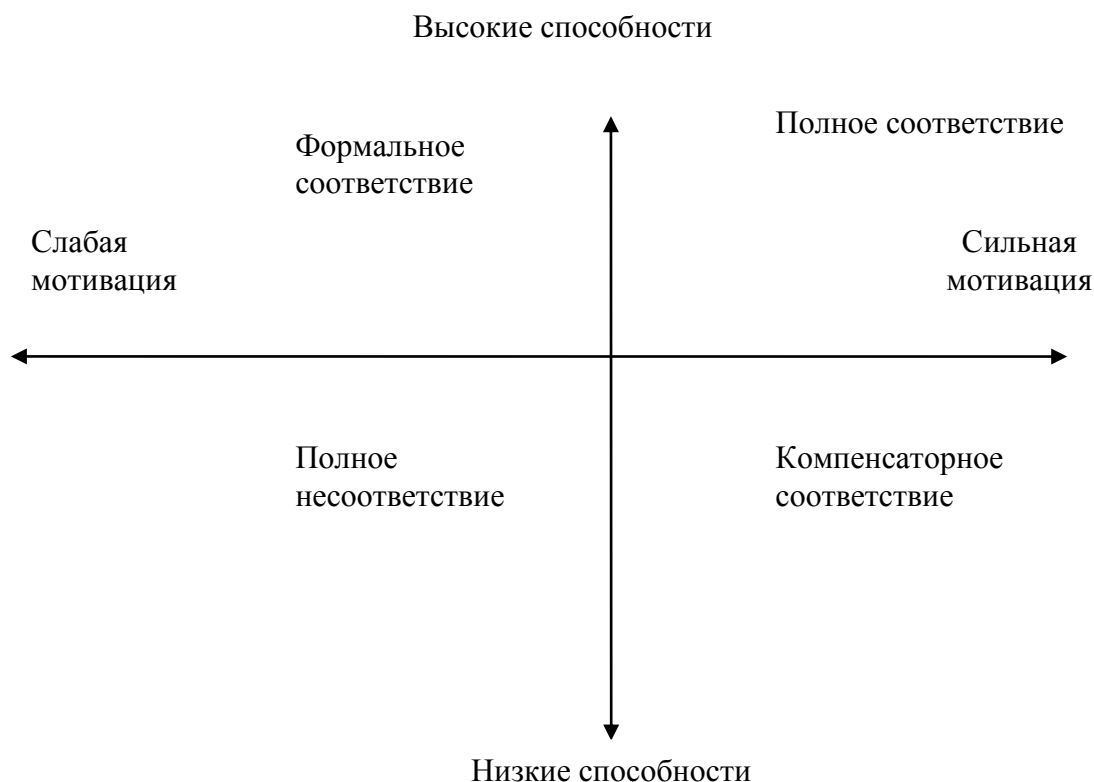 Высокие способности
Полное соответствие
Формальное
соответствие
Слабая
мотивация
Сильная
мотивация
Полное
несоответствие
Компенсаторное
соответствие
Низкие способности